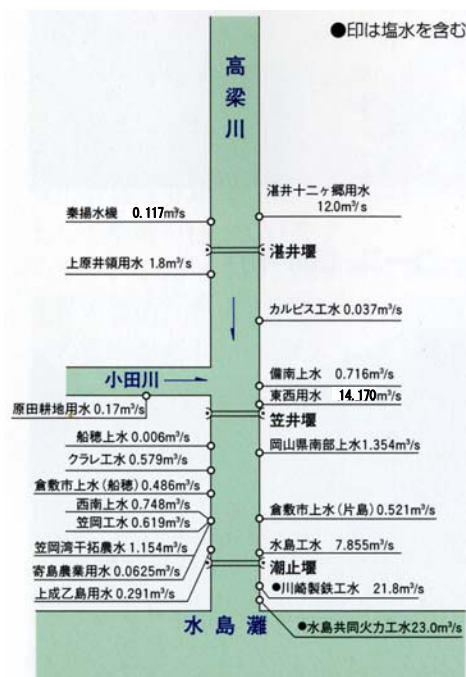 ●印は塩水を含む
高梁川
湛井十二ヶ郷用水
12.0m³/s
秦揚水機 0.117m³/s
湛井堰
上原井領用水 1.8m³/s
カルピス工水 0.037m³/s
小田川
備南上水 0.716m³/s
東西用水 14.170m³/s
原田耕地用水 0.17m³/s
笠井堰
船穂上水 0.006m³/s
岡山県南部上水1.354m³/s
クラレ工水 0.579m³/s
倉敷市上水(船穂) 0.486m³/s
西南上水 0.748m³/s
倉敷市上水(片島) 0.521m³/s
笠岡工水 0.619m³/s
笠岡湾干拓農水 1.154m³/s
水島工水 7.855m³/s
寄島農業用水 0.0625m³/s
潮止堰
上成乙島用水 0.291m³/s
●川崎製鉄工水 21.8m³/s
水島灘
●水島共同火力工水23.0m³/s